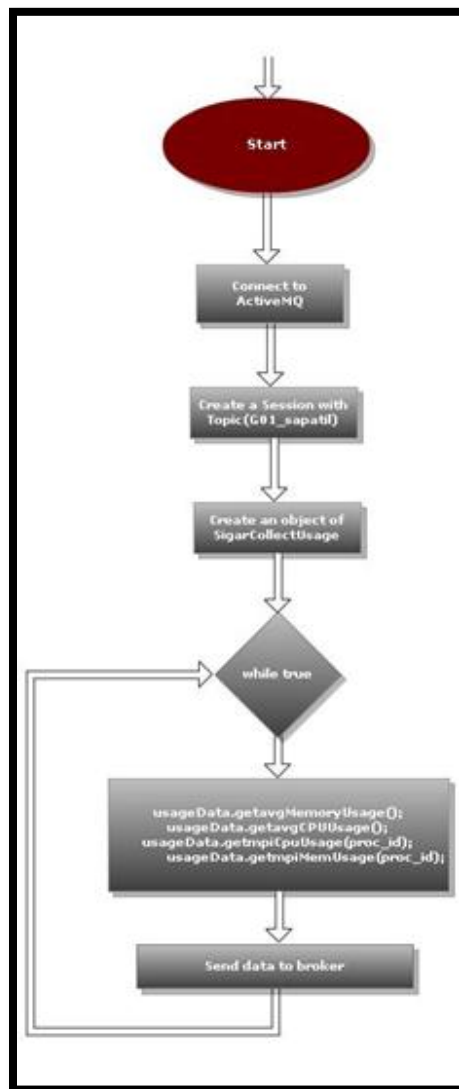 Start
Connect to
ActiveMQ
Create a Session with
Topic(G01_sapatil)
Create an object of
SigarCollectUsage
while true
usageData.getavgMemoryUsage();
usageData.getavgCPUUsage();
usageData.getmpiCpuUsage(proc_id);
usageData.getmpiMemUsage(proc_id);
Send data to broker